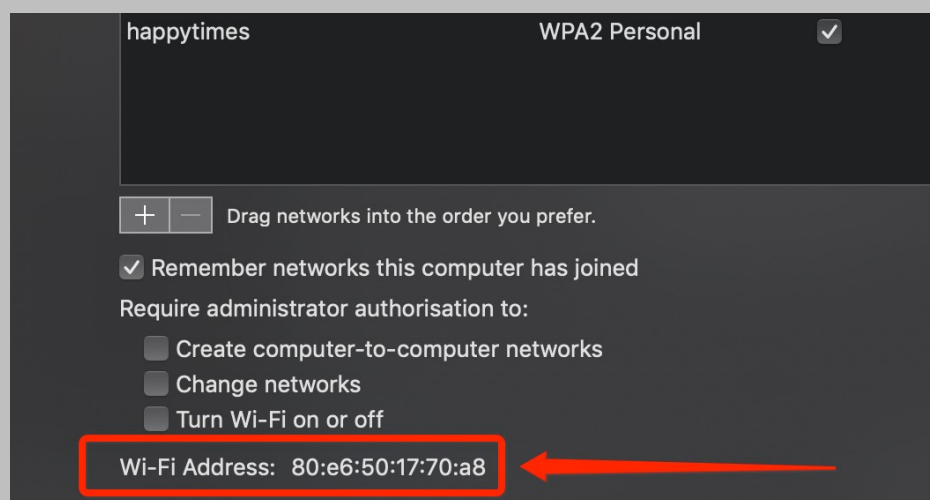 happytimes WPA2 Personal
Drag networks into the order you prefer.
Remember networks this computer has joined
Require administrator authorisation to:
Create computer-to-computer networks
Change networks
Turn Wi-Fi on or off
Wi-Fi Address: 80:e6:50:17:70:a8